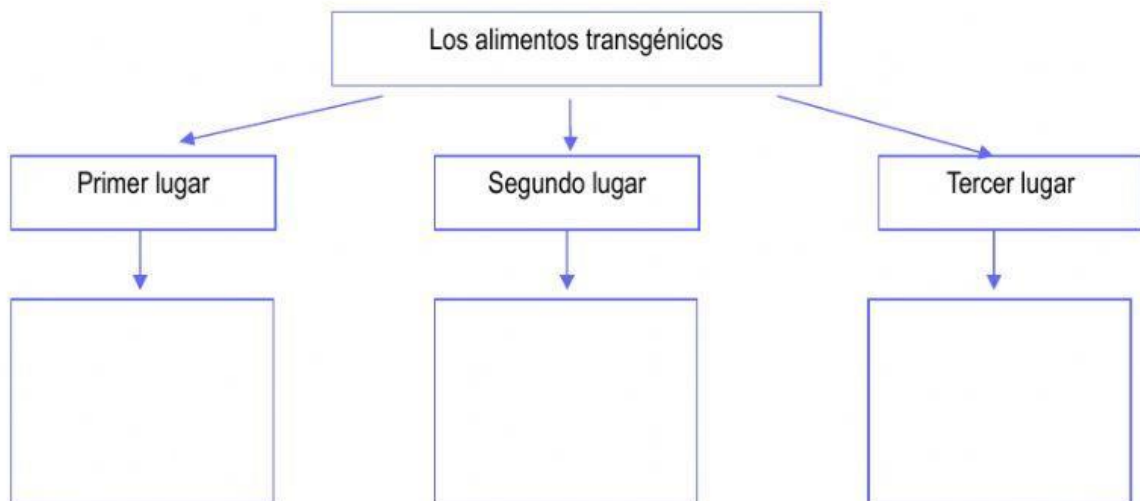 Los alimentos transgénicos
Primer lugar
Segundo lugar
Tercer lugar